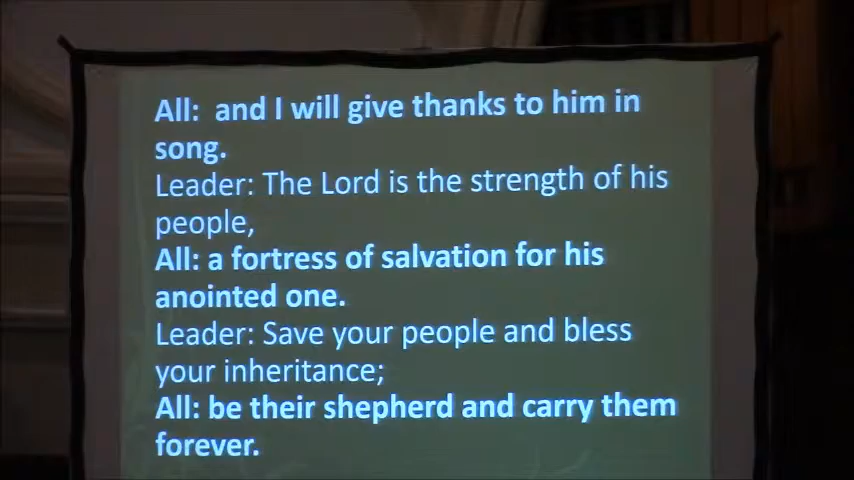 All:  and I will give thanks to him in
song.
Leader: The Lord is the strength of his
people,
All: a fortress of salvation for his
anointed one.
Leader: Save your people and bless
your inheritance;
All: be their shepherd and carry them
forever.